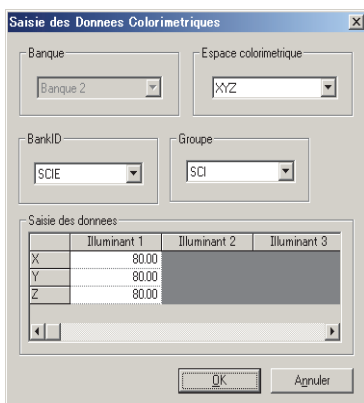 Saisie des Donnees Colorimetriques
Banque
Banque 2
Espace colorimetrique
XYZ
BankID
SCIE
Groupe
SCI
Saisie des donnees
Illuminant 1 Illuminant 2 Illuminant 3
X 80.00
Y 80.00
Z 80.00
OK Annuler